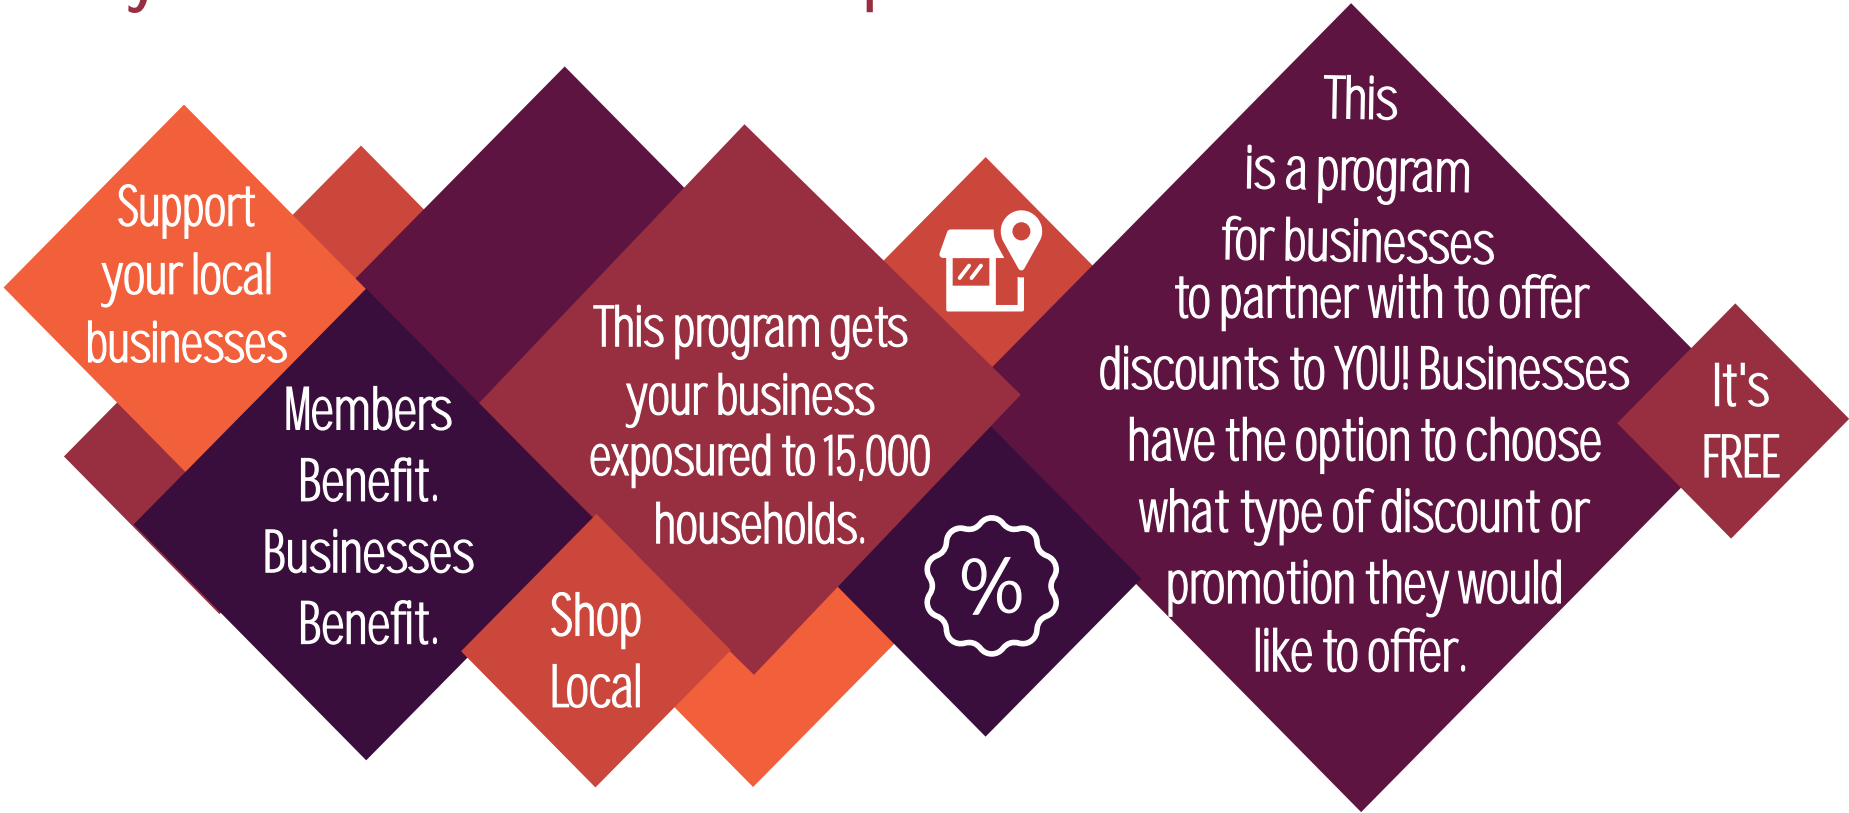 Support
your local
businesses
Members
Benefit.
Businesses
Benefit.
Shop
Local
This program gets
your business
exposured to 15,000
households.
%
This
is a program
for businesses
to partner with to offer
discounts to YOU! Businesses
have the option to choose
what type of discount or
promotion they would
like to offer.
It's
FREE